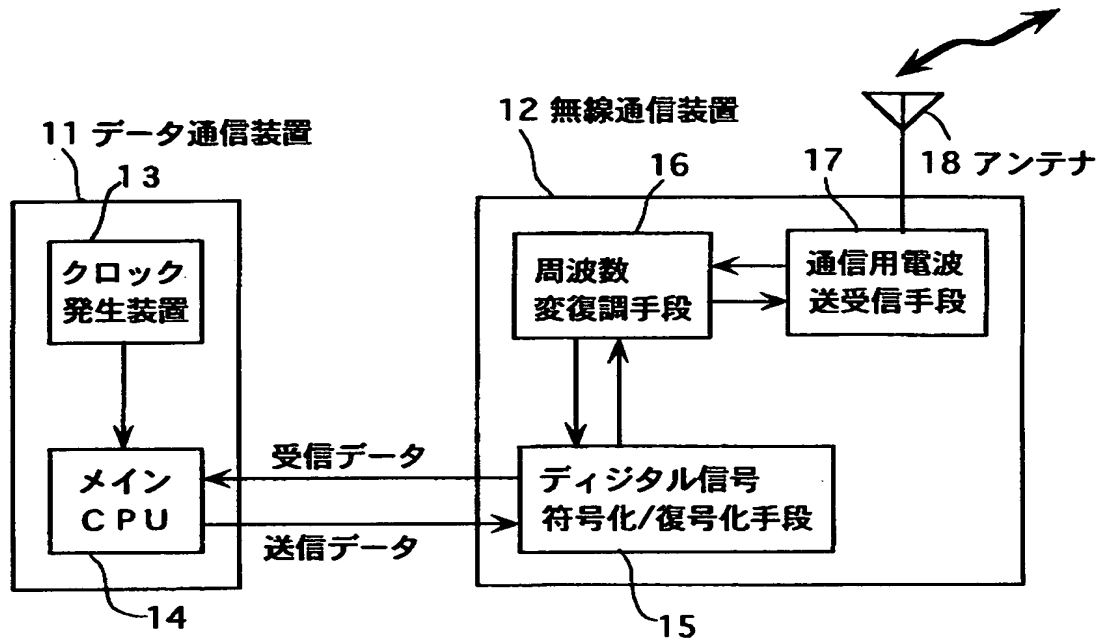 11 データ通信装置
13
クロック
発生装置
メイン
CPU
14
受信データ
送信データ
12 無線通信装置
16
周波数
変復調手段
17
通信用電波
送受信手段
18 アンテナ
ディジタル信号
符号化/復号化手段
15